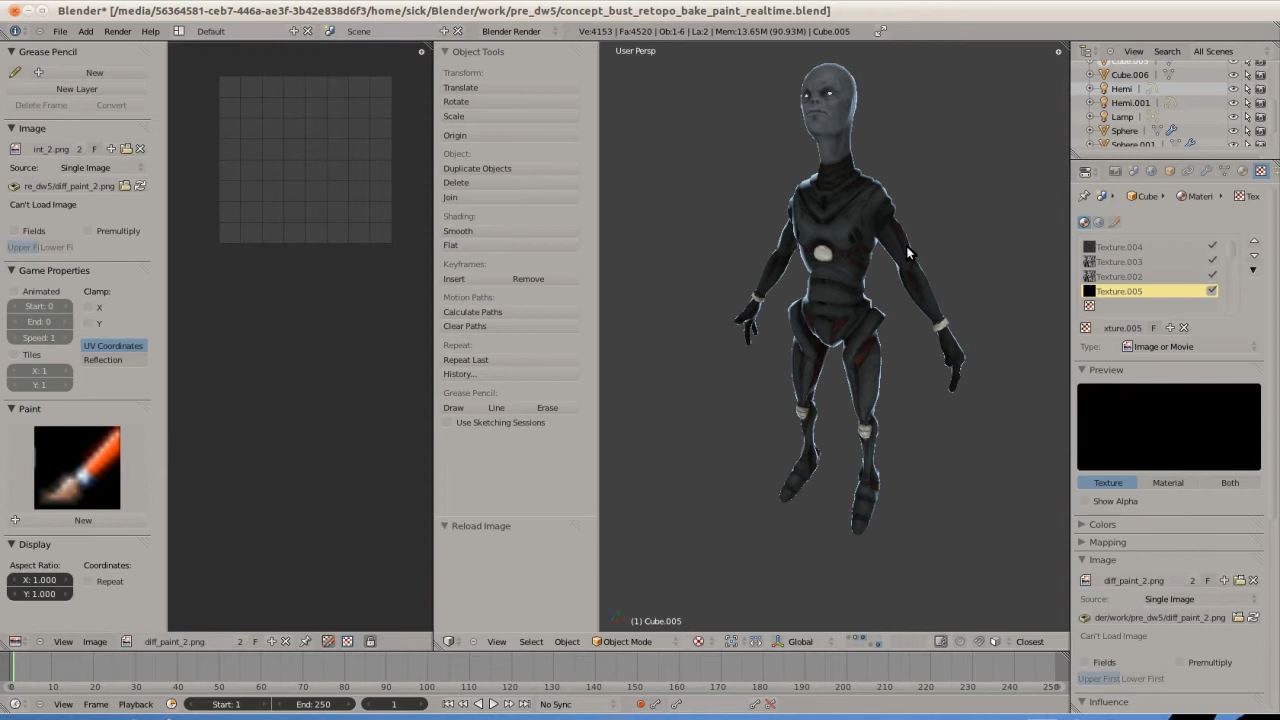 Blender* [/media/56364581-ceb7-446a-ae3f-3b42e838d6f3/home/sick/Blender/work/pre_dw5/concept_bust_retopo_bake_paint_realtime.blend]
File Add Render Help Default Scene Blender Render Ve:4153 | Fa:4520 | Ob:1-6 | La:2 | Mem:13.65M (90.93M) | Cube.005
Grease Pencil
New
New Layer
Delete Frame Convert
Image
int_2.png 2 F
Source: Single Image
re_dw5/diff_paint_2.png
Can't Load Image
Fields Premultiply
Upper Fi Lower Fi
Game Properties
Animated Clamp:
Start: 0 X
End: 0 Y
Speed: 1
Tiles UV Coordinates
X: 1 Reflection
Y: 1
Paint
New
Display
Aspect Ratio: Coordinates:
X: 1.000 Repeat
Y: 1.000
View Image diff_paint_2.png 2 F
Object Tools
Transform:
Translate
Rotate
Scale
Origin
Object:
Duplicate Objects
Delete
Join
Shading:
Smooth
Flat
Keyframes:
Insert Remove
Motion Paths:
Calculate Paths
Clear Paths
Repeat:
Repeat Last
History...
Grease Pencil:
Draw Line Erase
Use Sketching Sessions
Reload Image
User Persp
(1) Cube.005
View Select Object Object Mode Global Closest
View Search All Scenes
Cube.005
Cube.006
Hemi
Hemi.001
Lamp
Sphere
Sphere.001
Cube Materi Tex
Texture.004
Texture.003
Texture.002
Texture.005
xture.005 F
Type: Image or Movie
Preview
Texture Material Both
Show Alpha
Colors
Mapping
Image
diff_paint_2.png 2 F
Source: Single Image
der/work/pre_dw5/diff_paint_2.png
Can't Load Image
Fields Premultiply
Upper First Lower First
Influence
0 10 20 30 40 50 60 70 80 90 100 110 120 130 140 150 160 170 180 190 200 210 220 230 240 250
View Frame Playback Start: 1 End: 250 1 No Sync